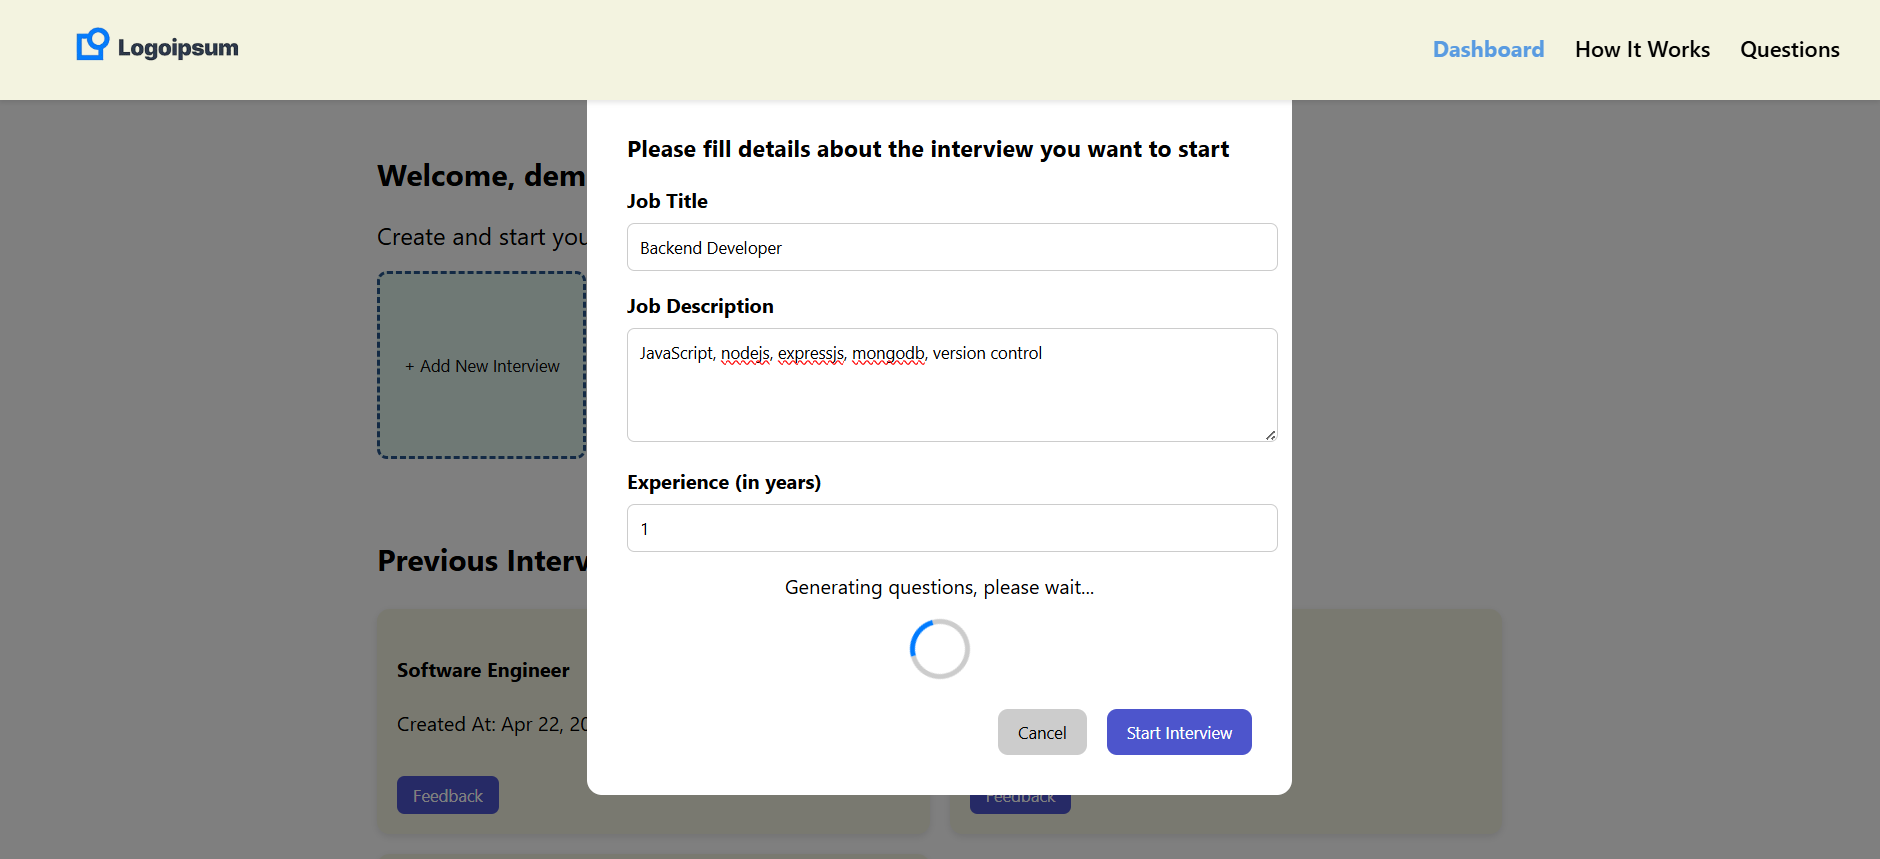 Logoipsum
Dashboard How It Works Questions
Please fill details about the interview you want to start
Welcome, dem
Job Title
Create and start you
Backend Developer
Job Description
JavaScript, nodejs, expressjs, mongodb, version control
+ Add New Interview
Experience (in years)
1
Previous Interv
Generating questions, please wait...
Software Engineer
Created At: Apr 22, 20
Cancel Start Interview
Feedback Feedback